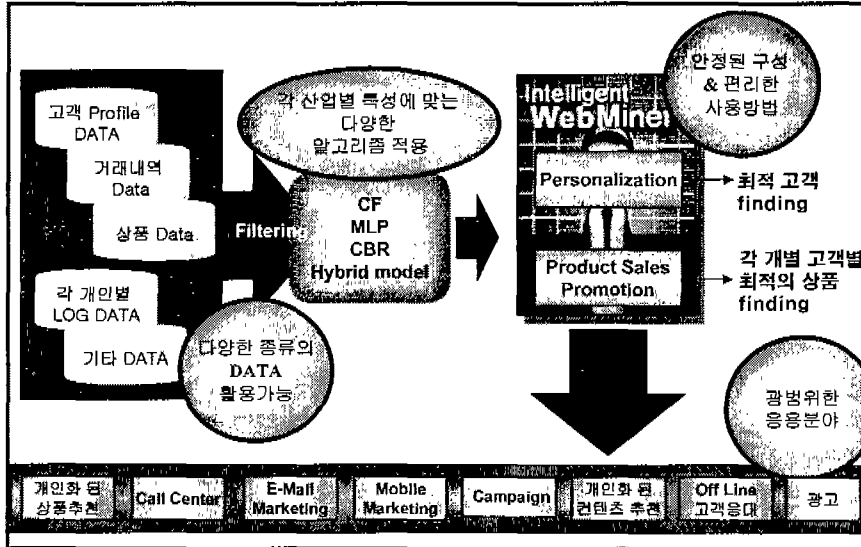 고객 Profile
DATA
거래내역
Data
상품 Data
각 개인별
LOG DATA
기타 DATA
다양한 종류의
DATA
활용가능
Filtering
각 산업별 특성에 맞는
다양한
알고리즘 적용
CF
MLP
CBR
Hybrid model
Intelligent
WebMiner
안정된 구성
& 편리한
사용방법
Personalization
최적 고객
finding
Product Sales
Promotion
각 개별 고객별
최적의 상품
finding
광범위한
응용분야
개인화 된
상품추천
Call Center
E-Mail
Marketing
Mobile
Marketing
Campaign
개인화 된
컨텐츠 추천
Off Line
고객응대
광고